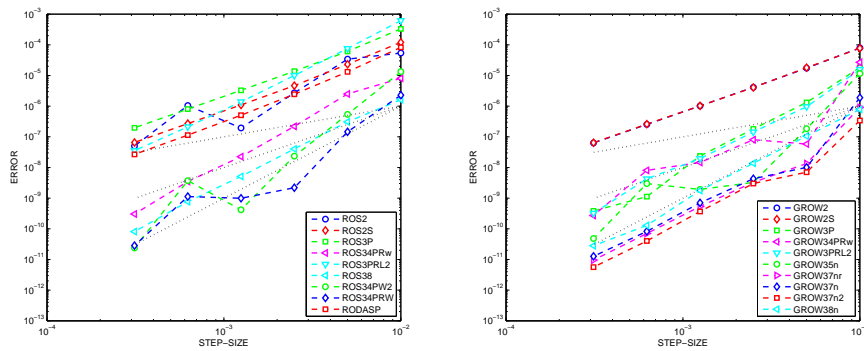 10^-3
10^-4
10^-5
10^-6
10^-7
10^-8
10^-9
10^-10
10^-11
10^-12
10^-13
ERROR
10^-4
10^-3
10^-2
STEP-SIZE
ROS2
ROS2S
ROS3P
ROS34PRw
ROS3PRL2
ROS38
ROS34PW2
ROS34PRW
RODASP
10^-3
10^-4
10^-5
10^-6
10^-7
10^-8
10^-9
10^-10
10^-11
10^-12
10^-13
ERROR
10^-4
10^-3
STEP-SIZE
GROW2
GROW2S
GROW3P
GROW34PRw
GROW3PRL2
GROW35n
GROW37nr
GROW37n
GROW37n2
GROW38n